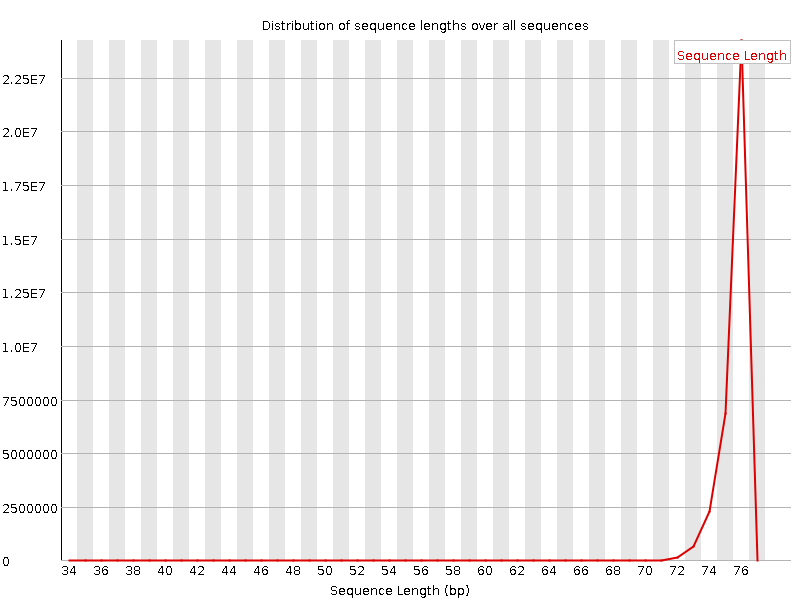 Distribution of sequence lengths over all sequences
Sequence Length
2.25E7
2.0E7
1.75E7
1.5E7
1.25E7
1.0E7
7500000
5000000
2500000
0
34 36 38 40 42 44 46 48 50 52 54 56 58 60 62 64 66 68 70 72 74 76
Sequence Length (bp)